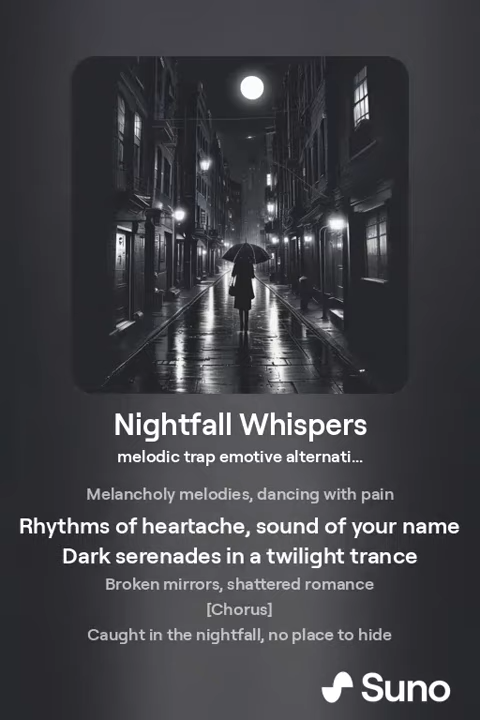 Nightfall Whispers
melodic trap emotive alternati...
Melancholy melodies, dancing with pain
Rhythms of heartache, sound of your name
Dark serenades in a twilight trance
Broken mirrors, shattered romance
[Chorus]
Caught in the nightfall, no place to hide
Suno